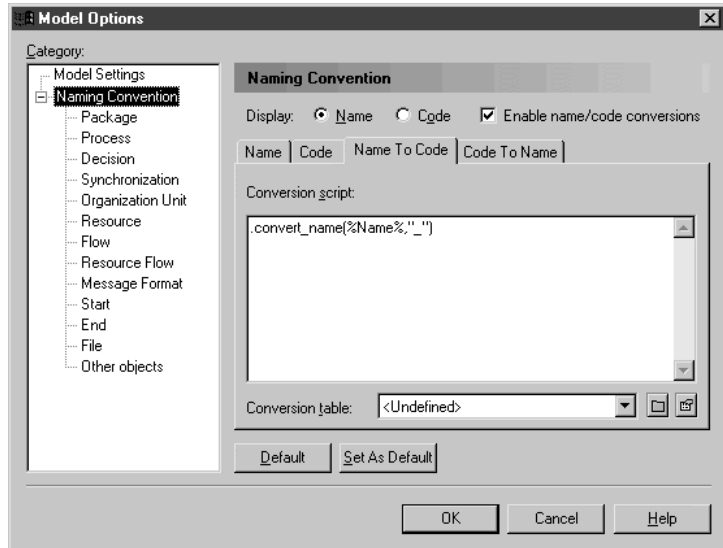 Model Options
Category:
Model Settings
Naming Convention
Package
Process
Decision
Synchronization
Organization Unit
Resource
Flow
Resource Flow
Message Format
Start
End
File
Other objects
Naming Convention
Display: Name Code Enable name/code conversions
Name Code Name To Code Code To Name
Conversion script:
.convert_name(%Name%,"_")
Conversion table: <Undefined>
Default Set As Default
OK Cancel Help